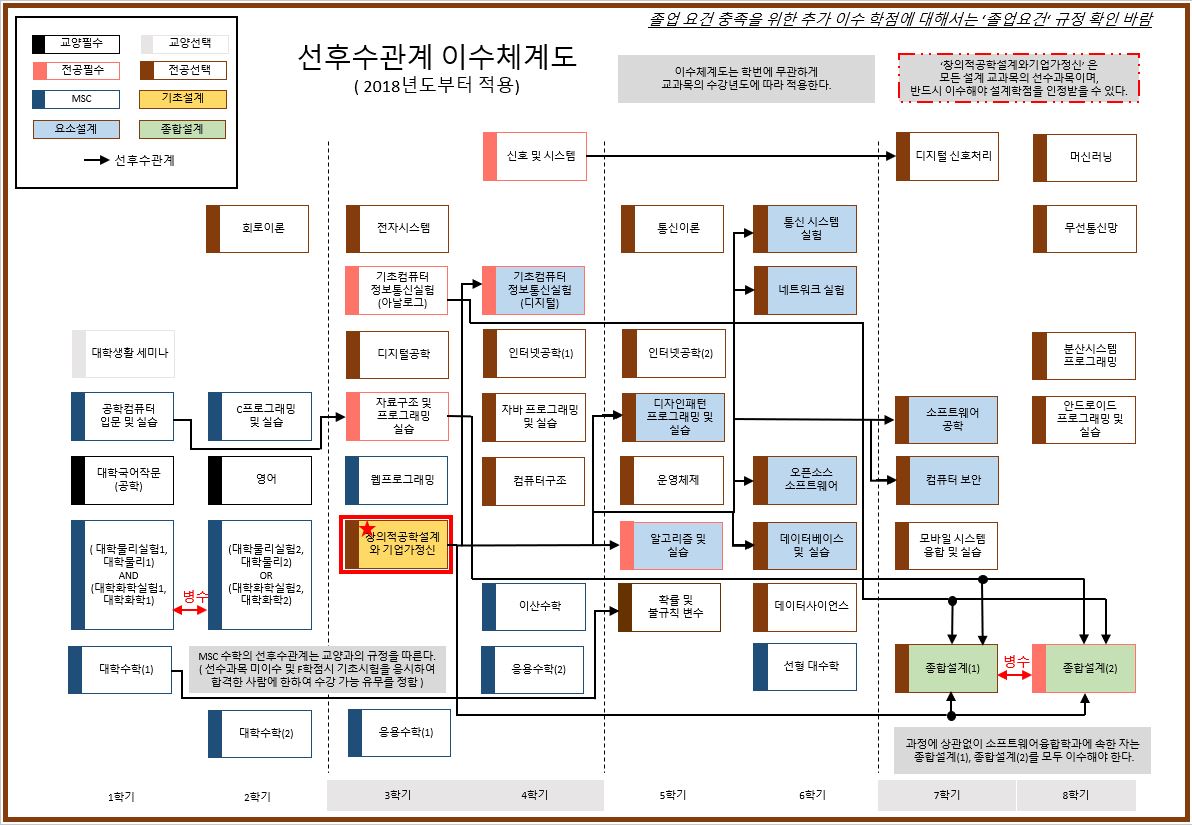 졸업 요건 충족을 위한 추가 이수 학점에 대해서는 ‘졸업요건’ 규정 확인 바람
교양필수
교양선택
전공필수
전공선택
MSC
기초설계
요소설계
종합설계
선후수관계
선후수관계 이수체계도
( 2018년도부터 적용)
이수체계도는 학번에 무관하게
교과목의 수강년도에 따라 적용한다.
‘창의적공학설계와기업가정신’ 은
모든 설계 교과목의 선수과목이며,
반드시 이수해야 설계학점을 인정받을 수 있다.
신호 및 시스템
디지털 신호처리
머신러닝
회로이론
전자시스템
통신이론
통신 시스템
실험
무선통신망
기초컴퓨터
정보통신실험
(아날로그)
기초컴퓨터
정보통신실험
(디지털)
네트워크 실험
대학생활 세미나
디지털공학
인터넷공학(1)
인터넷공학(2)
분산시스템
프로그래밍
공학컴퓨터
입문 및 실습
C프로그래밍
및 실습
자료구조 및
프로그래밍
실습
자바 프로그래밍
및 실습
디자인패턴
프로그래밍 및
실습
소프트웨어
공학
안드로이드
프로그래밍 및
실습
대학국어작문
(공학)
영어
웹프로그래밍
컴퓨터구조
운영체제
오픈소스
소프트웨어
컴퓨터 보안
( 대학물리실험1,
대학물리1)
AND
(대학화학실험1,
대학화학1)
병수
(대학물리실험2,
대학물리2)
OR
(대학화학실험2,
대학화학2)
창의적공학설계
와 기업가정신
알고리즘 및
실습
데이터베이스
및 실습
모바일 시스템
융합 및 실습
이산수학
확률 및
불규칙 변수
데이터사이언스
대학수학(1)
MSC 수학의 선후수관계는 교양과의 규정을 따른다.
( 선수과목 미이수 및 F학점시 기초시험을 응시하여
합격한 사람에 한하여 수강 가능 유무를 정함 )
응용수학(2)
선형 대수학
종합설계(1)
병수
종합설계(2)
대학수학(2)
응용수학(1)
과정에 상관없이 소프트웨어융합학과에 속한 자는
종합설계(1), 종합설계(2)를 모두 이수해야 한다.
1학기
2학기
3학기
4학기
5학기
6학기
7학기
8학기